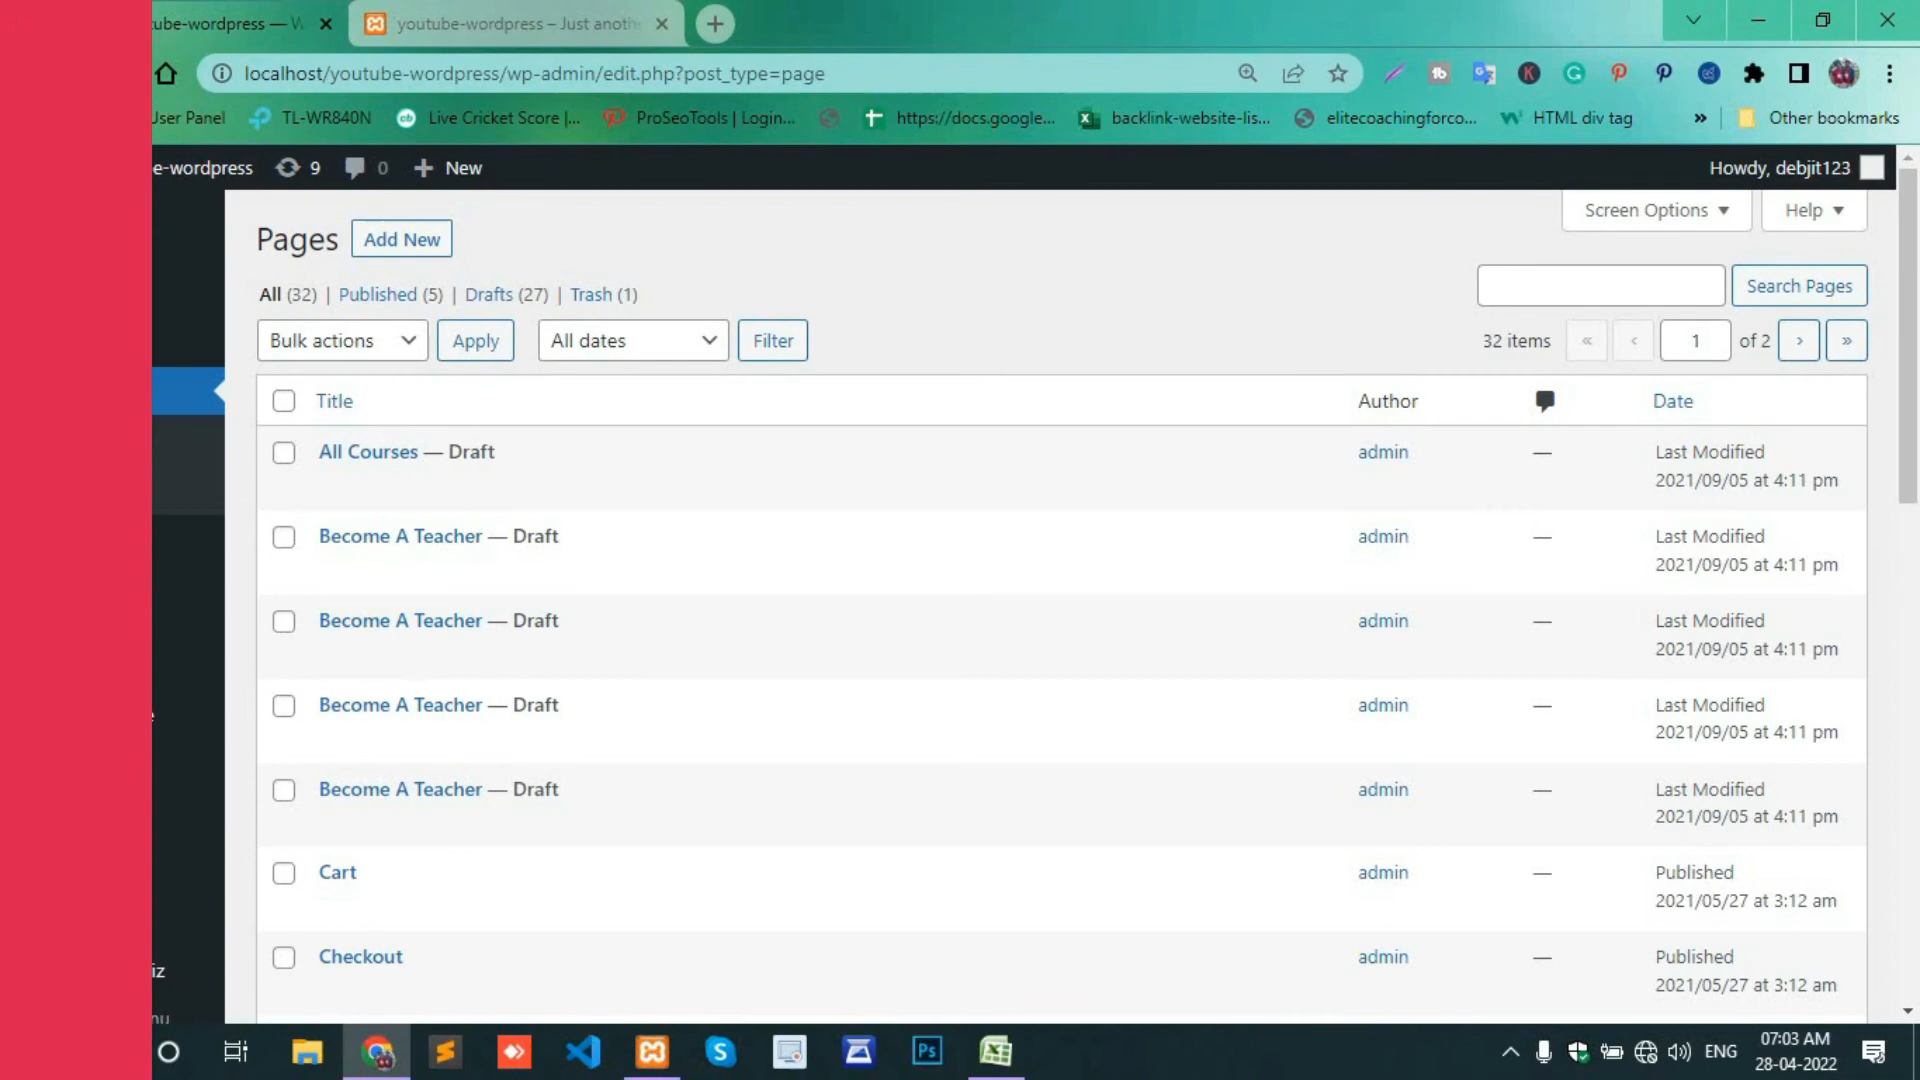 ube-wordpress — W
youtube-wordpress – Just anoth
localhost/youtube-wordpress/wp-admin/edit.php?post_type=page
User Panel TL-WR840N Live Cricket Score |... ProSeoTools | Login... https://docs.google... backlink-website-lis... elitecoachingforco... HTML div tag » Other bookmarks
e-wordpress 9 0 New Howdy, debjit123
Screen Options Help
Pages Add New
All (32) | Published (5) | Drafts (27) | Trash (1)
Search Pages
Bulk actions Apply All dates Filter 32 items « ‹ 1 of 2 › »
Title Author Date
All Courses — Draft admin — Last Modified
2021/09/05 at 4:11 pm
Become A Teacher — Draft admin — Last Modified
2021/09/05 at 4:11 pm
Become A Teacher — Draft admin — Last Modified
2021/09/05 at 4:11 pm
Become A Teacher — Draft admin — Last Modified
2021/09/05 at 4:11 pm
Become A Teacher — Draft admin — Last Modified
2021/09/05 at 4:11 pm
Cart admin — Published
2021/05/27 at 3:12 am
Checkout admin — Published
iz
2021/05/27 at 3:12 am
Ps
ENG
07:03 AM
28-04-2022